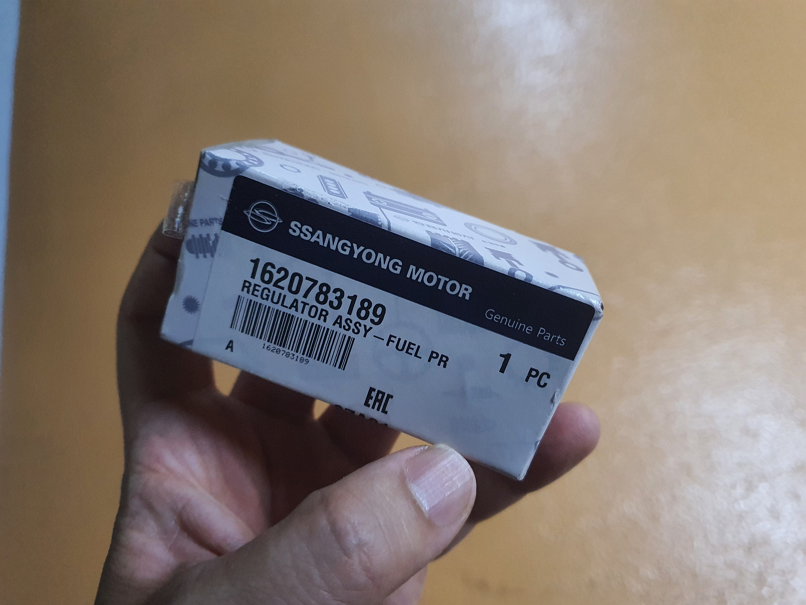 SSANGYONG MOTOR
Genuine Parts
1620783189
REGULATOR ASSY-FUEL PR
1 PC
A
1620783189
EAC